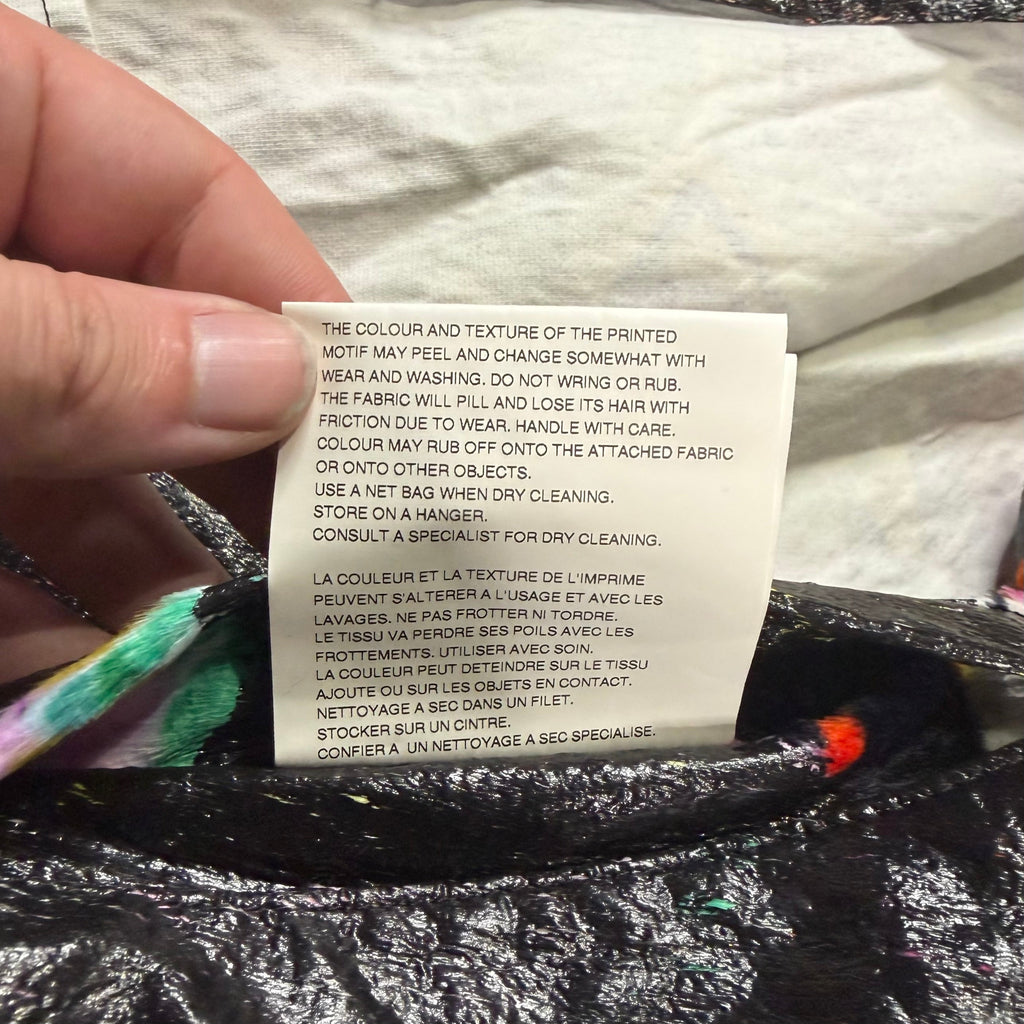 THE COLOUR AND TEXTURE OF THE PRINTED
MOTIF MAY PEEL AND CHANGE SOMEWHAT WITH
WEAR AND WASHING. DO NOT WRING OR RUB.
THE FABRIC WILL PILL AND LOSE ITS HAIR WITH
FRICTION DUE TO WEAR. HANDLE WITH CARE.
COLOUR MAY RUB OFF ONTO THE ATTACHED FABRIC
OR ONTO OTHER OBJECTS.
USE A NET BAG WHEN DRY CLEANING.
STORE ON A HANGER.
CONSULT A SPECIALIST FOR DRY CLEANING.
LA COULEUR ET LA TEXTURE DE L'IMPRIME
PEUVENT S'ALTERER A L'USAGE ET AVEC LES
LAVAGES. NE PAS FROTTER NI TORDRE.
LE TISSU VA PERDRE SES POILS AVEC LES
FROTTEMENTS. UTILISER AVEC SOIN.
LA COULEUR PEUT DETEINDRE SUR LE TISSU
AJOUTE OU SUR LES OBJETS EN CONTACT.
NETTOYAGE A SEC DANS UN FILET.
STOCKER SUR UN CINTRE.
CONFIER A UN NETTOYAGE A SEC SPECIALISE.